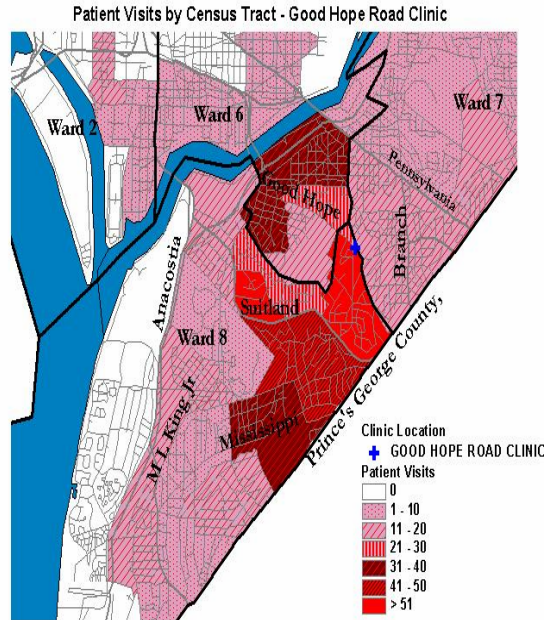 Patient Visits by Census Tract - Good Hope Road Clinic
Ward 2
Ward 6
Ward 7
Pennsylvania
Good Hope
Branch
Anacostia
Suitland
Ward 8
M L King Jr
Mississippi
Prince's George County,
Clinic Location
GOOD HOPE ROAD CLINIC
Patient Visits
0
1 - 10
11 - 20
21 - 30
31 - 40
41 - 50
> 51